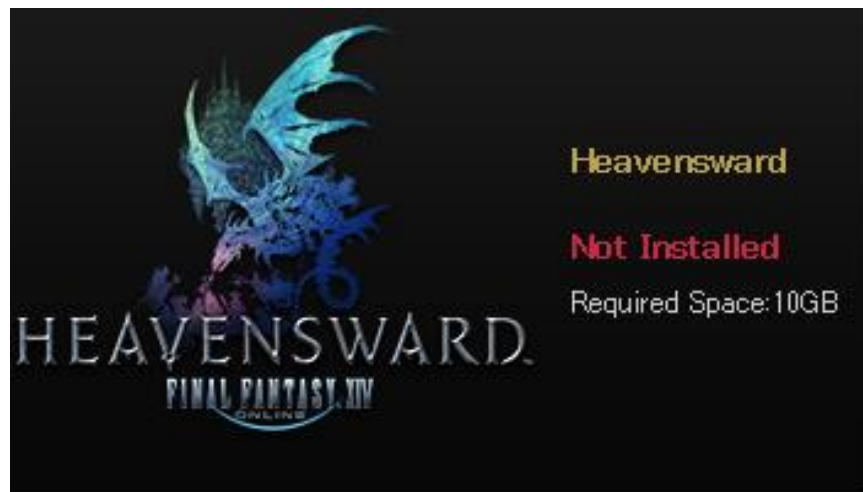 Heavensward
Not Installed
Required Space:10GB
HEAVENSWARD
FINAL FANTASY XIV
ONLINE